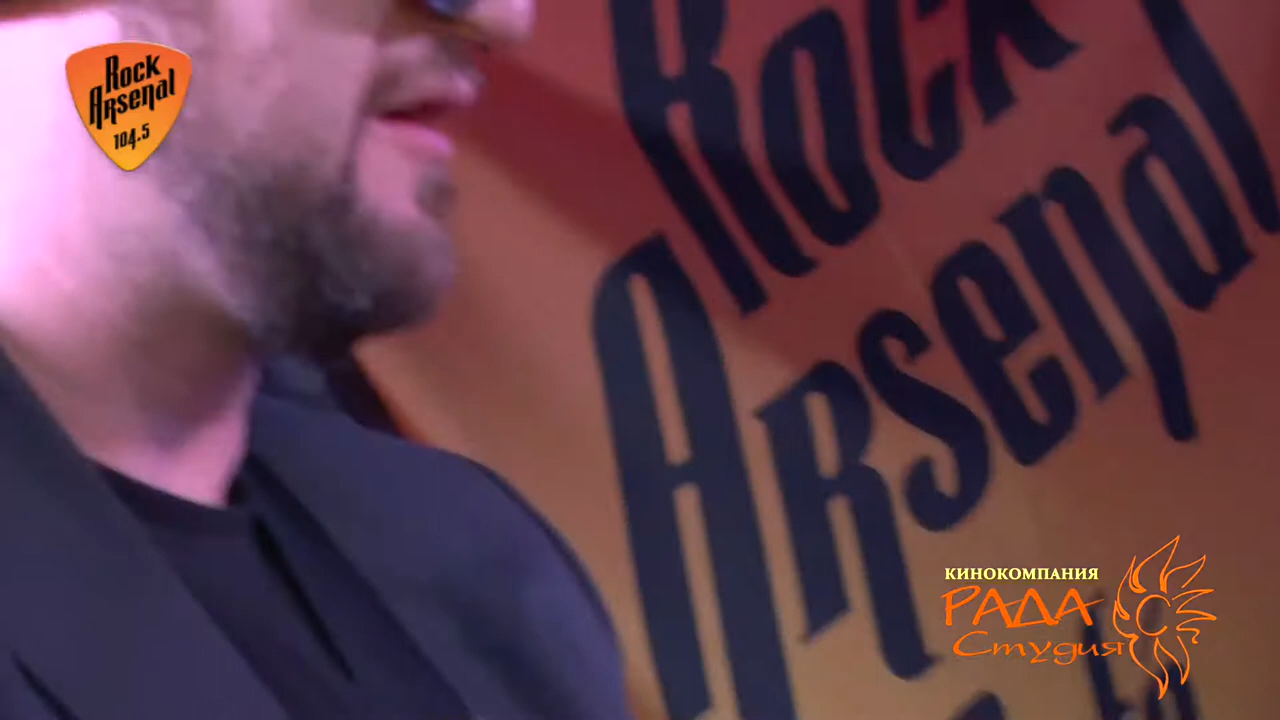 Rock
Arsenal
104.5
Rock
Arsenal
КИНОКОМПАНИЯ
РАДА
Студия